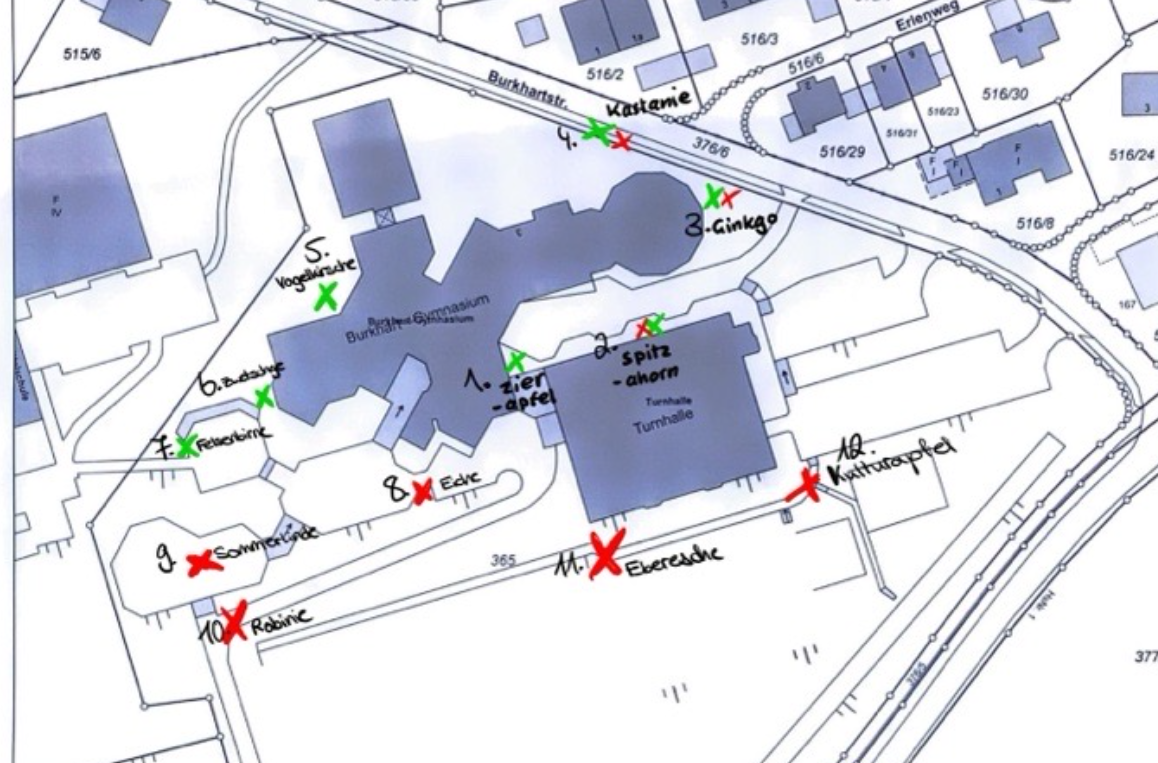 515/6
516/2
516/3
516/6
Erlenweg
516/30
516/23
516/31
516/29
516/24
516/8
167
Burkhartstr.
376/6
Kastanie
4.
3. Ginkgo
5.
Vogelkirsche
Burkhart-Gymnasium
2.
Spitz
-ahorn
1. Zier
-apfel
Turnhalle
Turnhalle
6.
7. Felsenbirne
8. Eiche
9. Sommerlinde
10. Robinie
365
11. Eberesche
12.
Kulturapfel
F
IV
1
1a
3
377